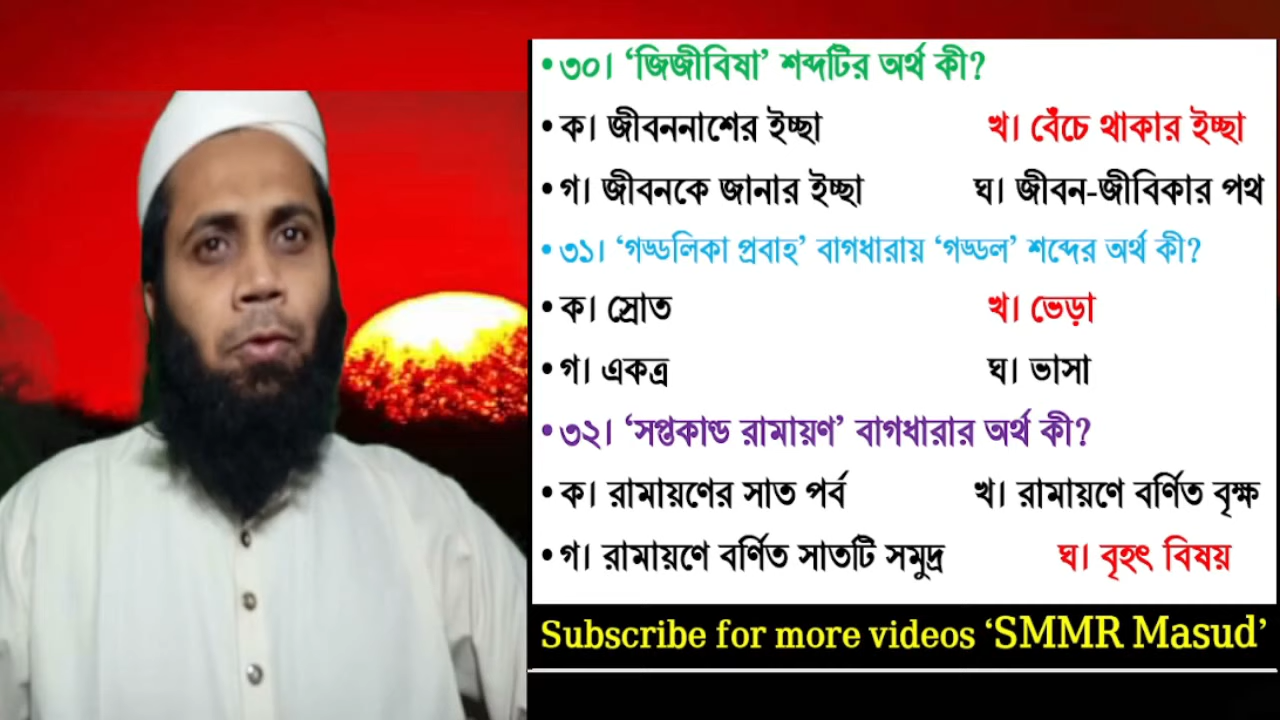 • ৩০। ‘জিজীবিষা’ শব্দটির অর্থ কী?
• ক। জীবননাশের ইচ্ছা খ। বেঁচে থাকার ইচ্ছা
• গ। জীবনকে জানার ইচ্ছা ঘ। জীবন-জীবিকার পথ
• ৩১। ‘গড্ডলিকা প্রবাহ’ বাগধারায় ‘গড্ডল’ শব্দের অর্থ কী?
• ক। স্রোত খ। ভেড়া
• গ। একত্র ঘ। ভাসা
• ৩২। ‘সপ্তকান্ড রামায়ণ’ বাগধারার অর্থ কী?
• ক। রামায়ণের সাত পর্ব খ। রামায়ণে বর্ণিত বৃক্ষ
• গ। রামায়ণে বর্ণিত সাতটি সমুদ্র ঘ। বৃহৎ বিষয়
Subscribe for more videos ‘SMMR Masud’